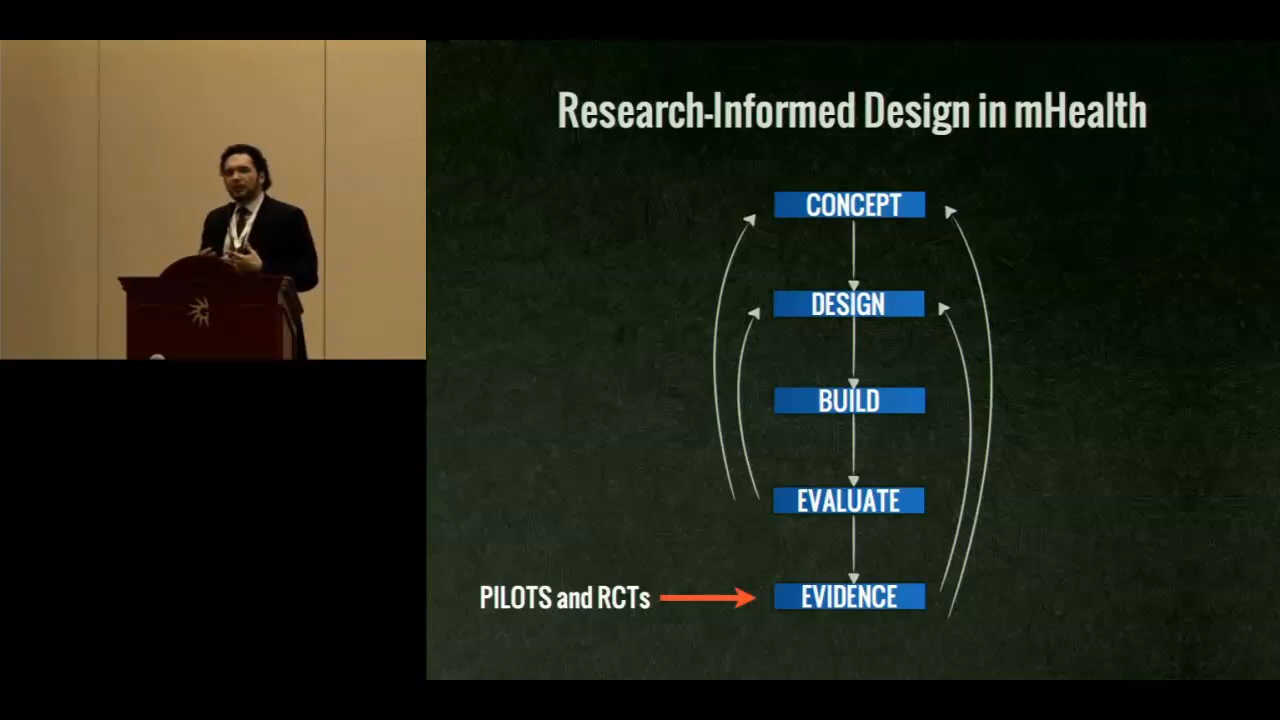 Research-Informed Design in mHealth
CONCEPT
DESIGN
BUILD
EVALUATE
PILOTS and RCTs
EVIDENCE